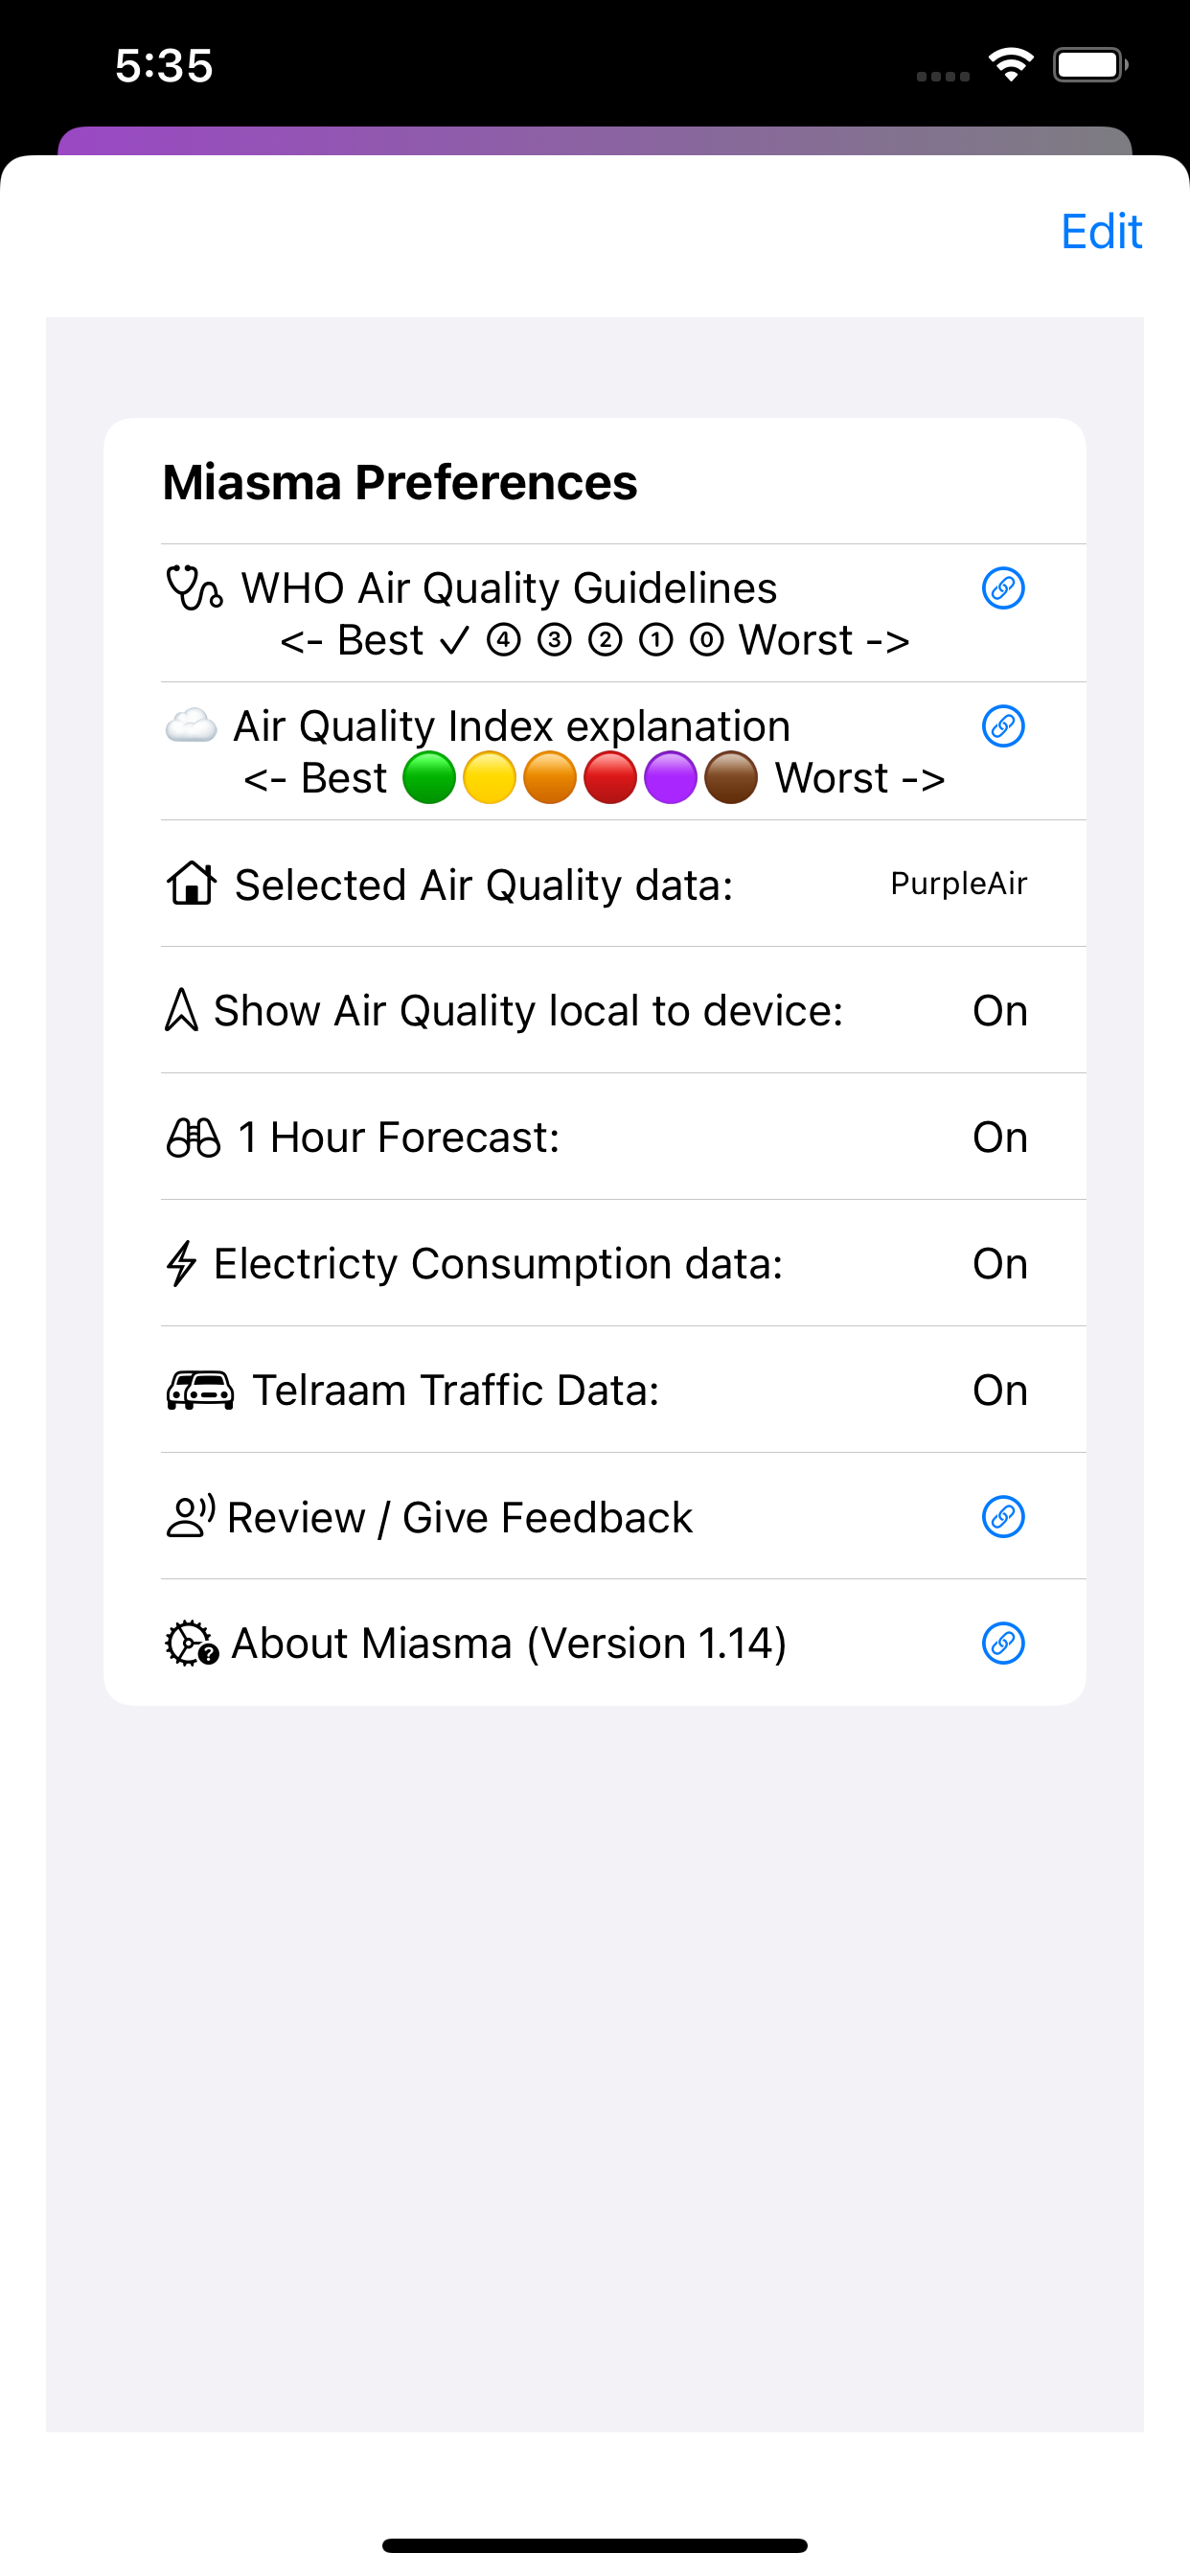 5:35
Edit
Miasma Preferences
WHO Air Quality Guidelines
<- Best ✓ ④ ③ ② ① ⓪ Worst ->
Air Quality Index explanation
<- Best 🟢🟡🟠🔴🟣🟤 Worst ->
Selected Air Quality data: PurpleAir
Show Air Quality local to device: On
1 Hour Forecast: On
Electricty Consumption data: On
Telraam Traffic Data: On
Review / Give Feedback
About Miasma (Version 1.14)